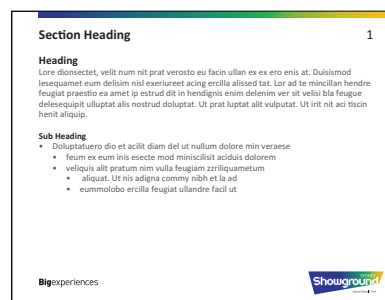 Section Heading 1
Heading
Lore dionsectet, velit num nit prat verosto eu facin ullan ex ex ero enis at. Duisismod
lesequamet eum delisim nisl exeriureet acing ercilla alissed tat. Lor ad te mincillan hendre
feugiat praestio ea amet ip estrud dit in hendignis enim delenim ver sit velisi bla feugue
delesequipit ulluptat alis nostrud doluptat. Ut prat luptat alit vulputat. Ut irit nit aci tiscin
henit aliquip.
Sub Heading
• Doluptatuero dio et acilit diam del ut nullum dolore min veraese
• feum ex eum inis esecte mod miniscilisit aciduis dolorem
• veliquis alit pratum nim vulla feugiam zzriliquametum
• aliquat. Ut nis adigna commy nibh et la ad
• eummolobo ercilla feugiat ullandre facil ut
Bigexperiences
SYDNEY
Showground